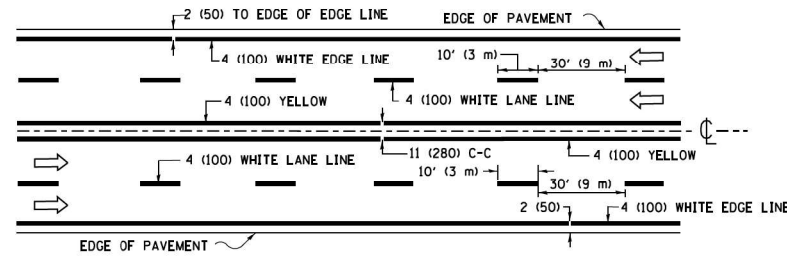 2 (50) TO EDGE OF EDGE LINE
EDGE OF PAVEMENT
4 (100) WHITE EDGE LINE
10' (3 m)
30' (9 m)
4 (100) YELLOW
4 (100) WHITE LANE LINE
CL
4 (100) WHITE LANE LINE
11 (280) C-C
4 (100) YELLOW
10' (3 m)
30' (9 m)
2 (50)
4 (100) WHITE EDGE LINE
EDGE OF PAVEMENT